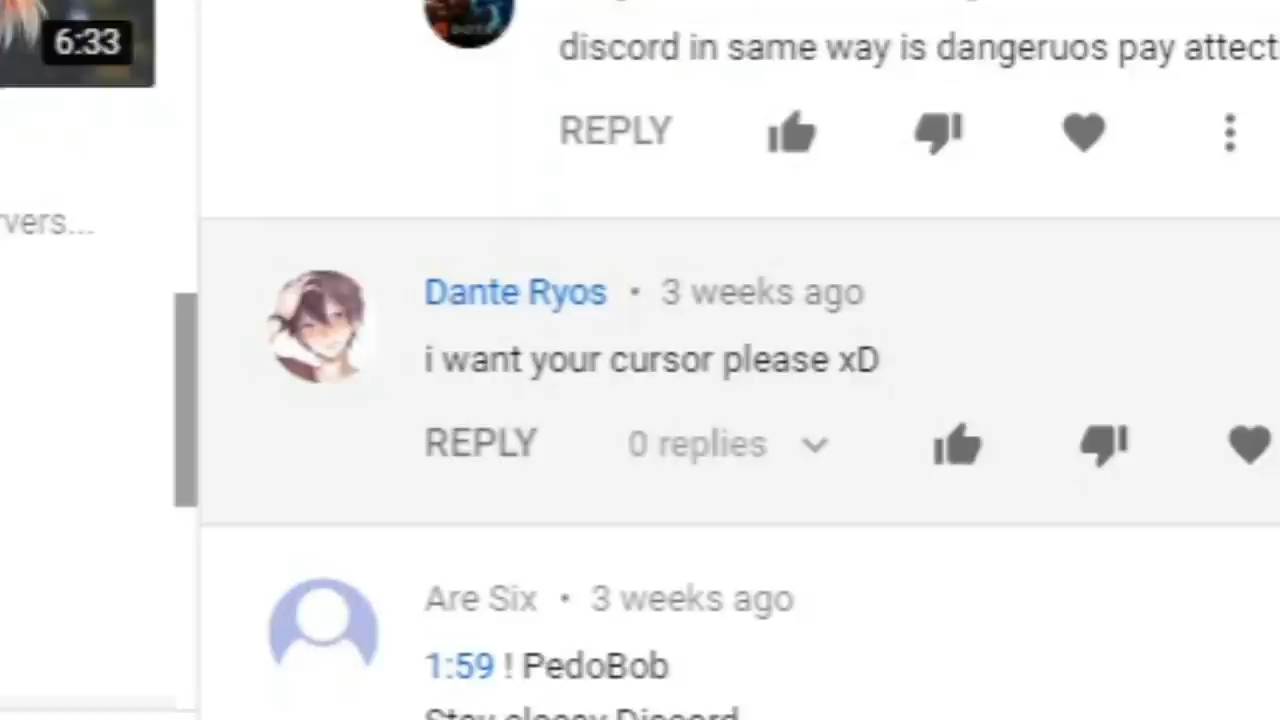 6:33
discord in same way is dangeruos pay attect
REPLY
rvers...
Dante Ryos • 3 weeks ago
i want your cursor please xD
REPLY 0 replies
Are Six • 3 weeks ago
1:59 ! PedoBob
Stay classy Discord